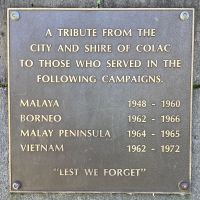 A TRIBUTE FROM THE
CITY AND SHIRE OF COLAC
TO THOSE WHO SERVED IN THE
FOLLOWING CAMPAIGNS.
MALAYA 1948 - 1960
BORNEO 1962 - 1966
MALAY PENINSULA 1964 - 1965
VIETNAM 1962 - 1972
"LEST WE FORGET"